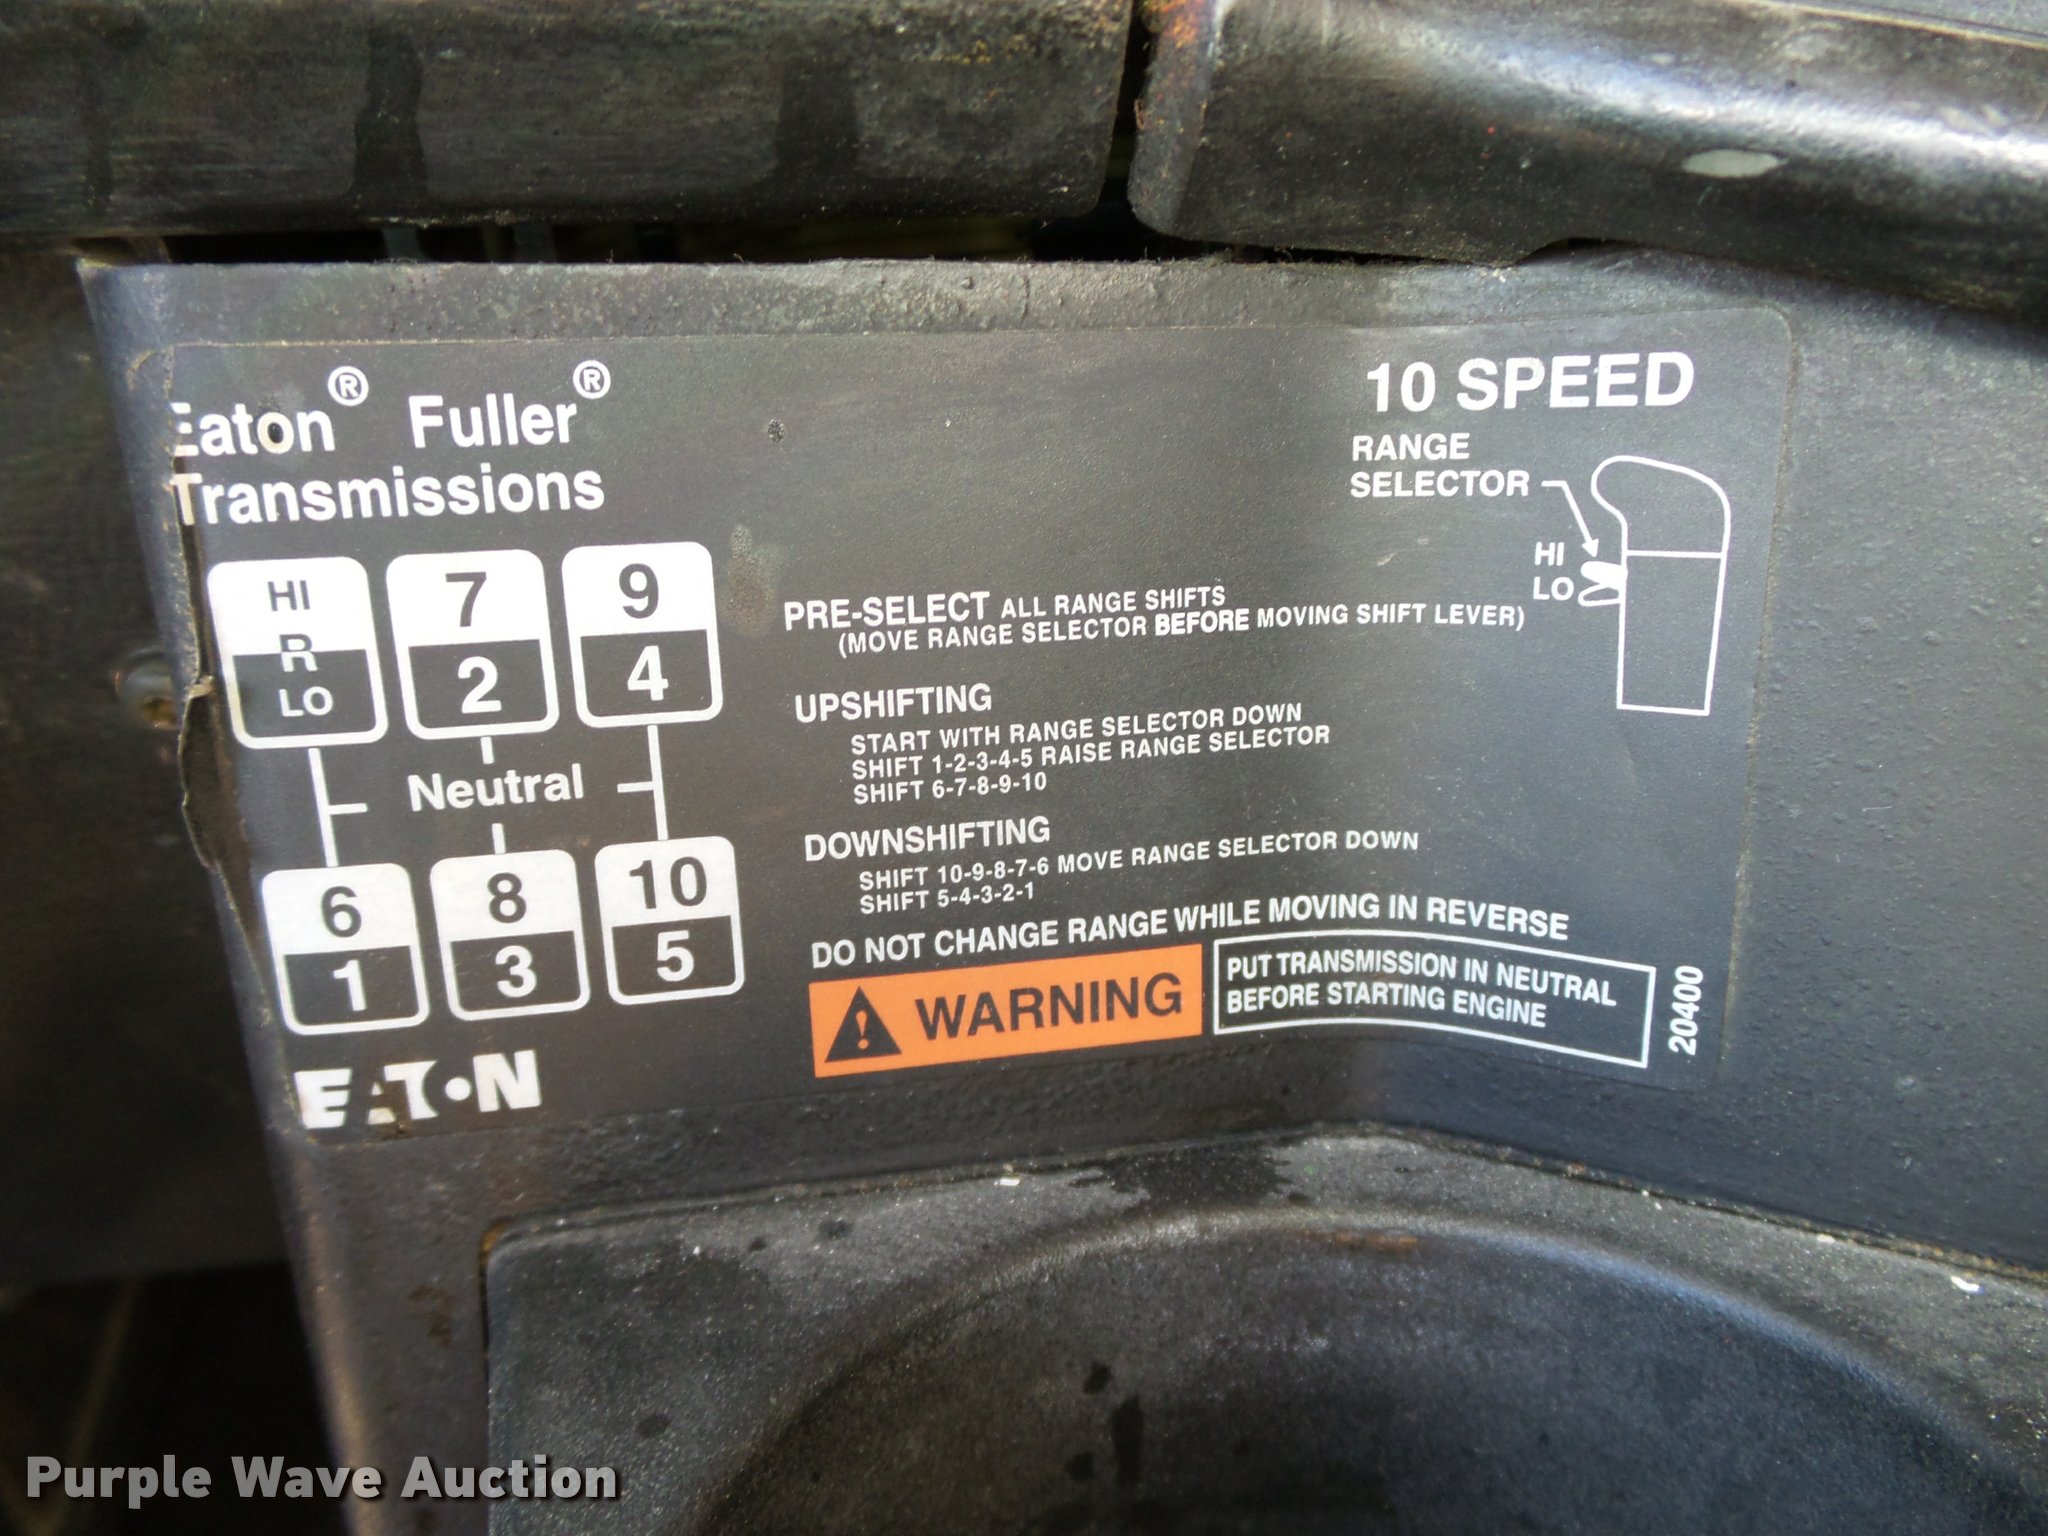 Eaton® Fuller®
Transmissions
10 SPEED
RANGE
SELECTOR
HI
LO
HI
R
LO
7
2
9
4
Neutral
6
1
8
3
10
5
EATON
PRE-SELECT ALL RANGE SHIFTS
(MOVE RANGE SELECTOR BEFORE MOVING SHIFT LEVER)
UPSHIFTING
START WITH RANGE SELECTOR DOWN
SHIFT 1-2-3-4-5 RAISE RANGE SELECTOR
SHIFT 6-7-8-9-10
DOWNSHIFTING
SHIFT 10-9-8-7-6 MOVE RANGE SELECTOR DOWN
SHIFT 5-4-3-2-1
DO NOT CHANGE RANGE WHILE MOVING IN REVERSE
WARNING
PUT TRANSMISSION IN NEUTRAL
BEFORE STARTING ENGINE
20400
Purple Wave Auction